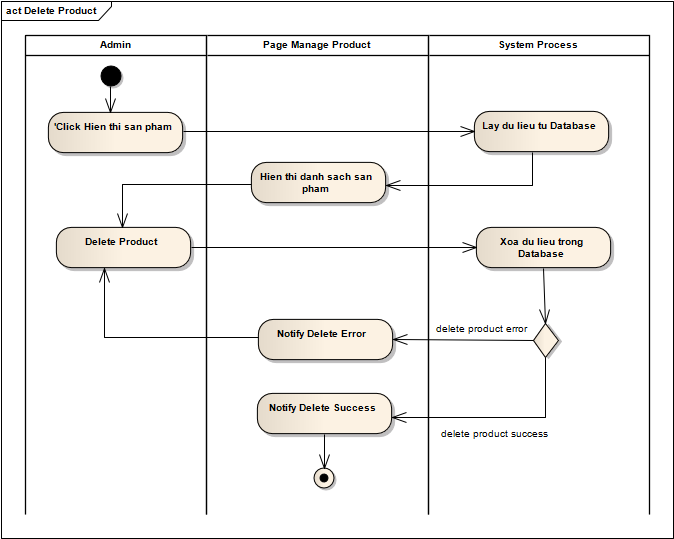 act Delete Product
Admin
Page Manage Product
System Process
'Click Hien thi san pham
Lay du lieu tu Database
Hien thi danh sach san
pham
Delete Product
Xoa du lieu trong
Database
delete product error
Notify Delete Error
Notify Delete Success
delete product success